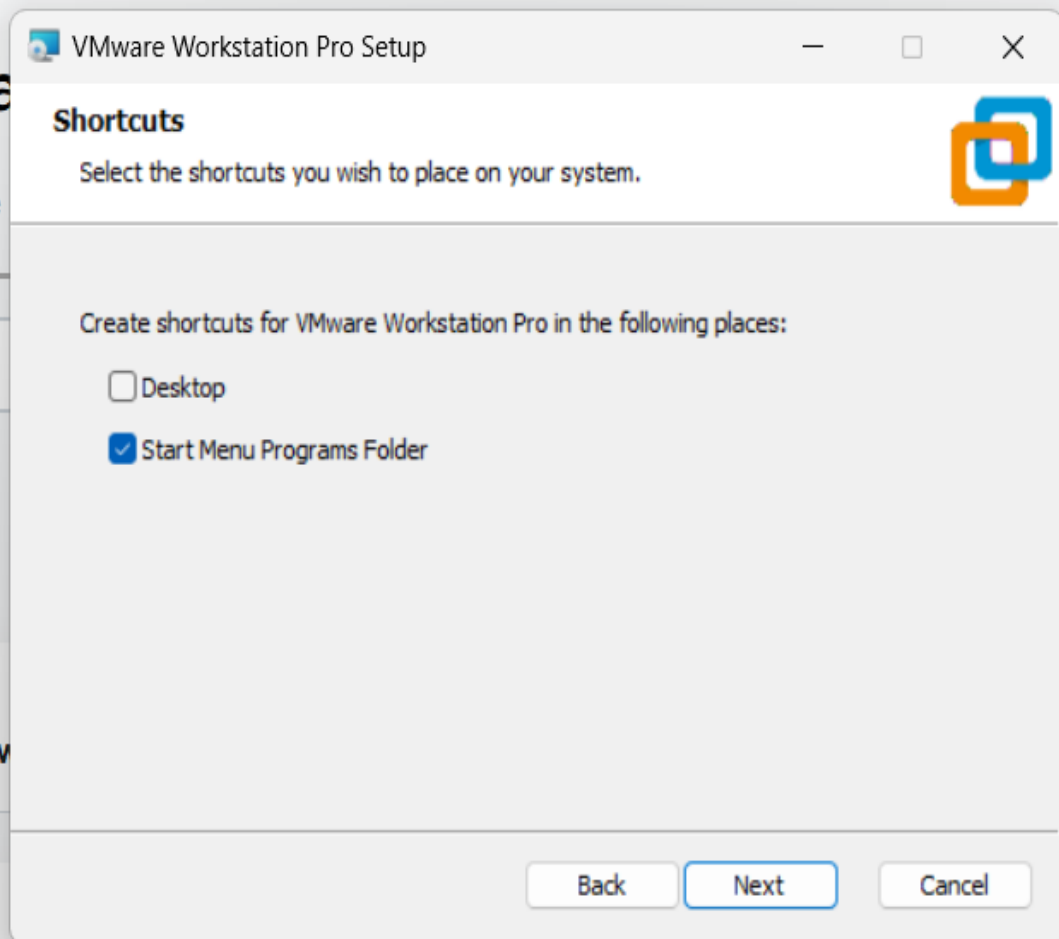 VMware Workstation Pro Setup
Shortcuts
Select the shortcuts you wish to place on your system.
Create shortcuts for VMware Workstation Pro in the following places:
Desktop
Start Menu Programs Folder
Back Next Cancel